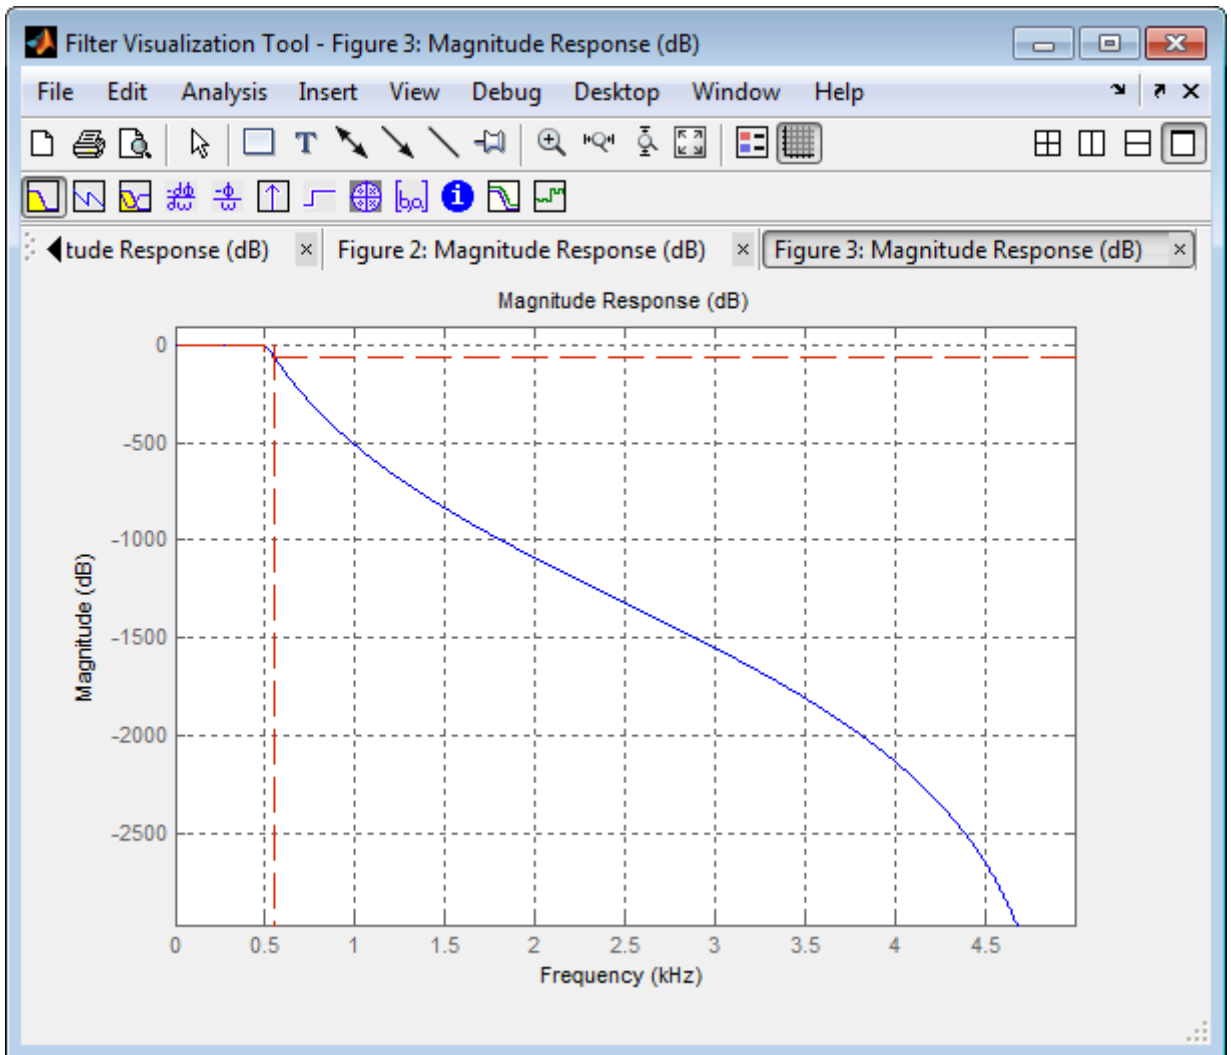 Filter Visualization Tool - Figure 3: Magnitude Response (dB)
File Edit Analysis Insert View Debug Desktop Window Help
T
[b,a] i
tude Response (dB) × Figure 2: Magnitude Response (dB) × Figure 3: Magnitude Response (dB) ×
Magnitude Response (dB)
0
-500
-1000
-1500
-2000
-2500
Magnitude (dB)
0 0.5 1 1.5 2 2.5 3 3.5 4 4.5
Frequency (kHz)